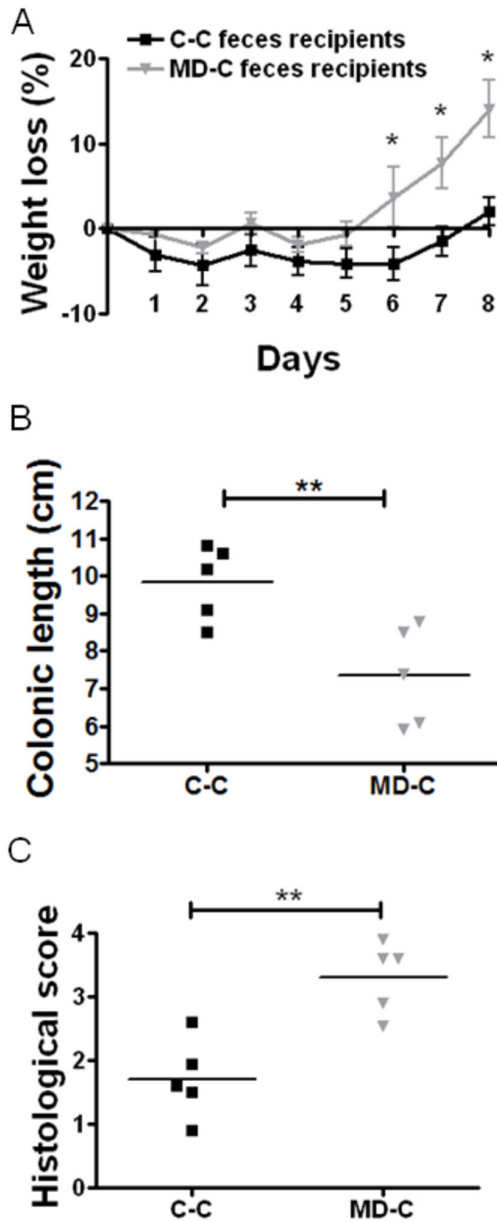 A
C-C feces recipients
MD-C feces recipients
Weight loss (%)
20
10
0
-10
*
*
*
1 2 3 4 5 6 7 8
Days
B
Colonic length (cm)
12
11
10
9
8
7
6
5
**
C-C MD-C
C
Histological score
4
3
2
1
0
**
C-C MD-C